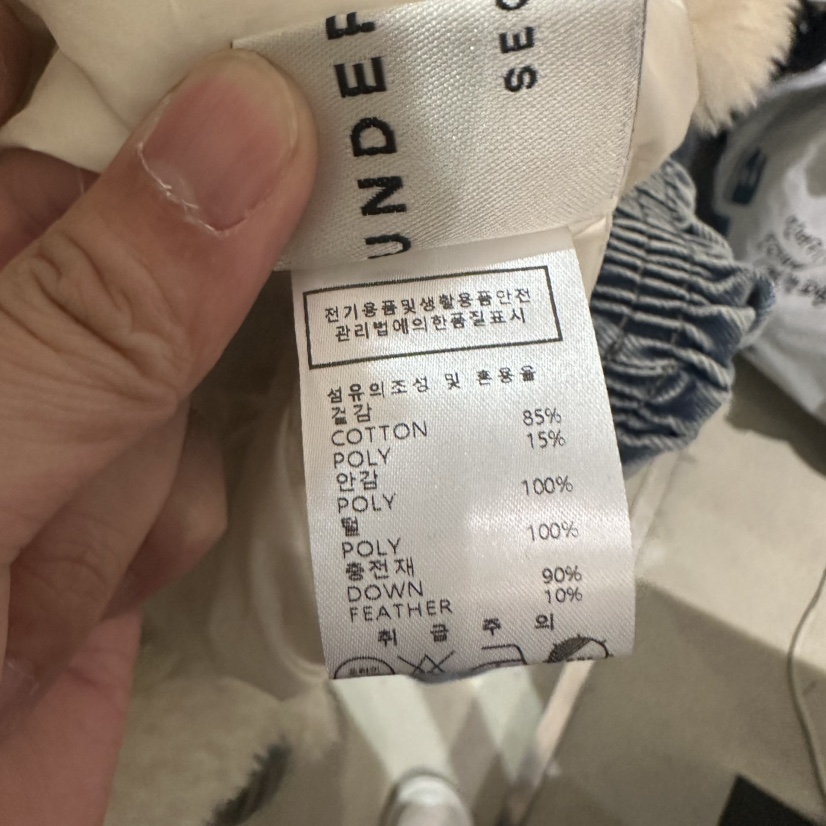 전기용품및생활용품안전
관리법에의한품질표시
섬유의조성 및 혼용율
겉감
COTTON 85%
POLY 15%
안감
POLY 100%
털
POLY 100%
충전재
DOWN 90%
FEATHER 10%
취 급 주 의